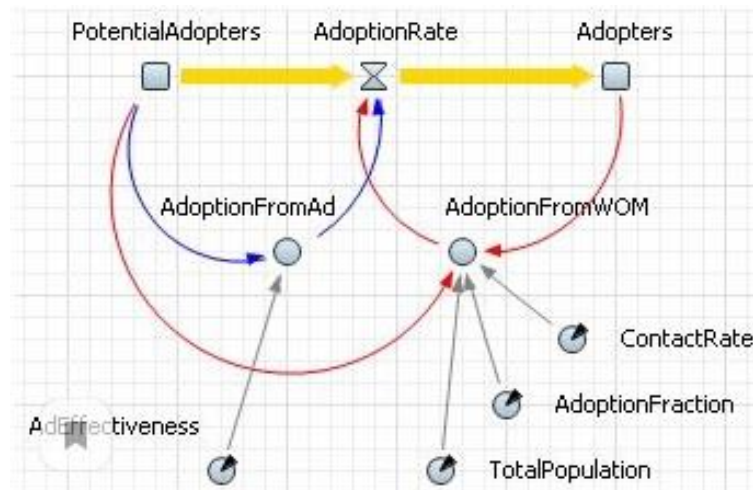 PotentialAdopters
AdoptionRate
Adopters
AdoptionFromAd
AdoptionFromWOM
ContactRate
AdoptionFraction
AdEffectiveness
TotalPopulation